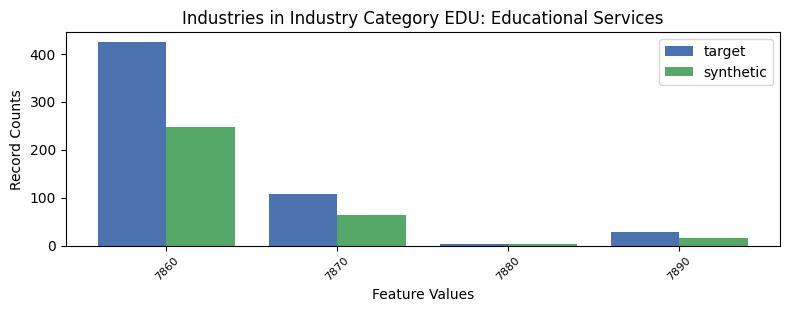 Industries in Industry Category EDU: Educational Services
target
synthetic
Record Counts
400
300
200
100
0
7860
7870
7880
7890
Feature Values